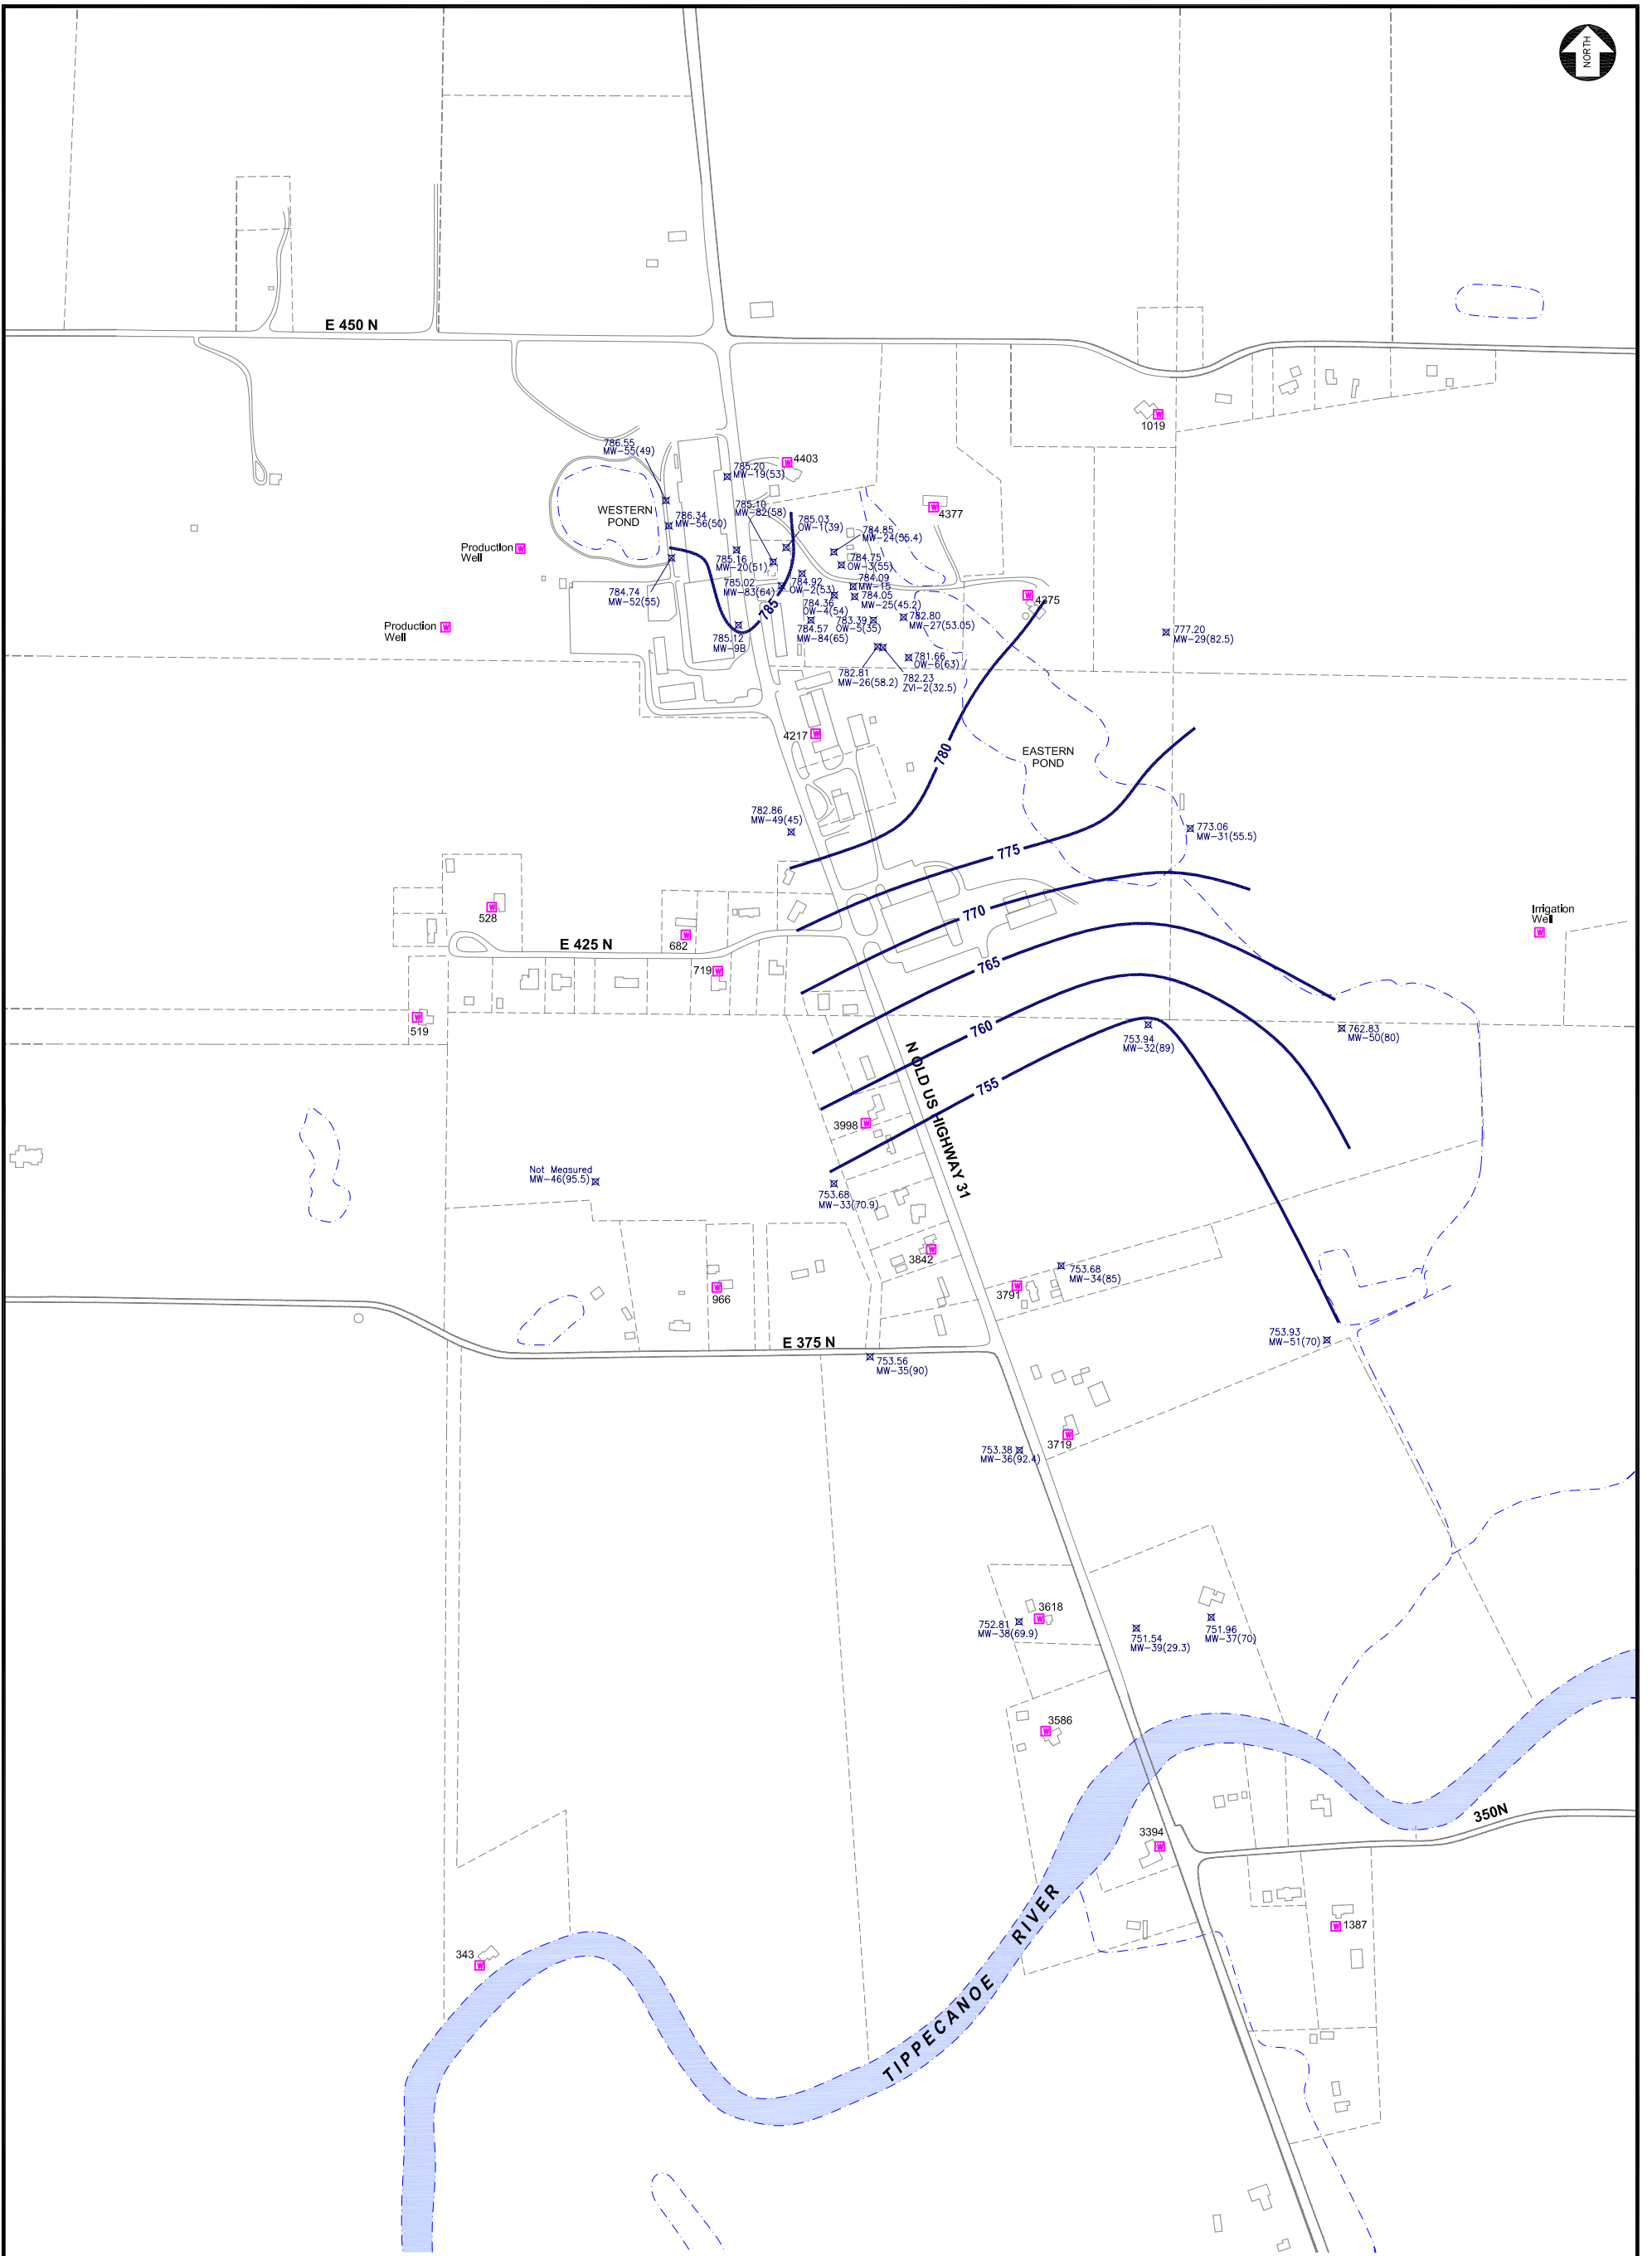 NORTH
E 450 N
1019
786.55
MW-55(49)
785.20
MW-19(53)
4403
WESTERN
POND
785.10
MW-82(58)
4377
786.34
MW-56(50)
785.03
OW-1(39)
784.85
MW-24(55.4)
Production
Well
785.16
MW-20(51)
784.75
OW-3(55)
784.74
MW-52(55)
785.02
MW-83(64)
784.92
OW-2(53)
784.09
MW-15
784.05
MW-25(45.2)
4275
785
784.36
OW-4(54)
Production
Well
785.12
MW-9B
784.57
MW-84(65)
783.39
OW-5(35)
782.80
MW-27(53.05)
777.20
MW-29(82.5)
782.81
MW-26(58.2)
781.66
OW-6(63)
782.23
ZVI-2(32.5)
4217
780
EASTERN
POND
782.86
MW-49(45)
773.06
MW-31(55.5)
775
528
770
Irrigation
Well
682
E 425 N
719
765
519
760
753.94
MW-32(89)
762.83
MW-50(80)
N OLD US HIGHWAY 31
755
3998
Not Measured
MW-46(95.5)
753.68
MW-33(70.9)
3842
753.68
MW-34(85)
966
3791
E 375 N
753.93
MW-51(70)
753.56
MW-35(90)
3719
753.38
MW-36(92.4)
3618
752.81
MW-38(69.9)
751.54
MW-39(29.3)
751.96
MW-37(70)
3586
350N
3394
TIPPECANOE RIVER
1387
343